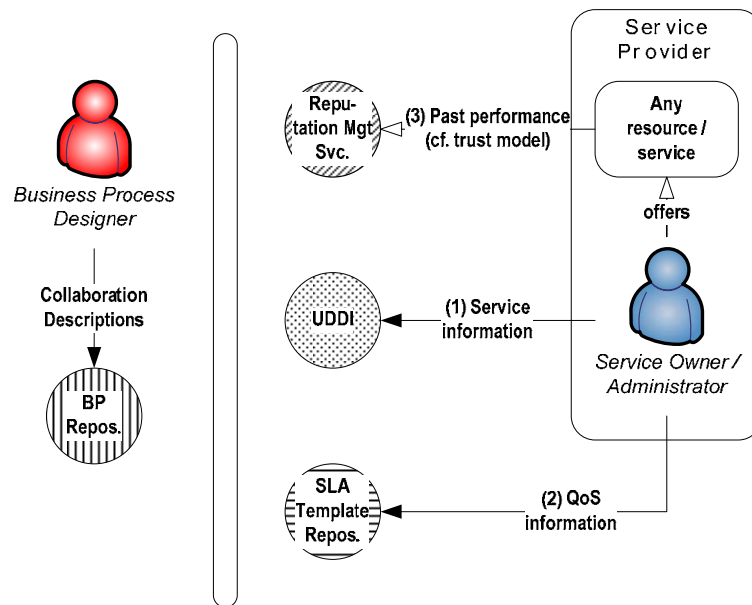 Service
Provider
Business Process
Designer
Collaboration
Descriptions
BP
Repos.
Repu-
tation Mgt
Svc.
(3) Past performance
(cf. trust model)
Any
resource /
service
offers
UDDI
(1) Service
information
Service Owner /
Administrator
SLA
Template
Repos.
(2) QoS
information